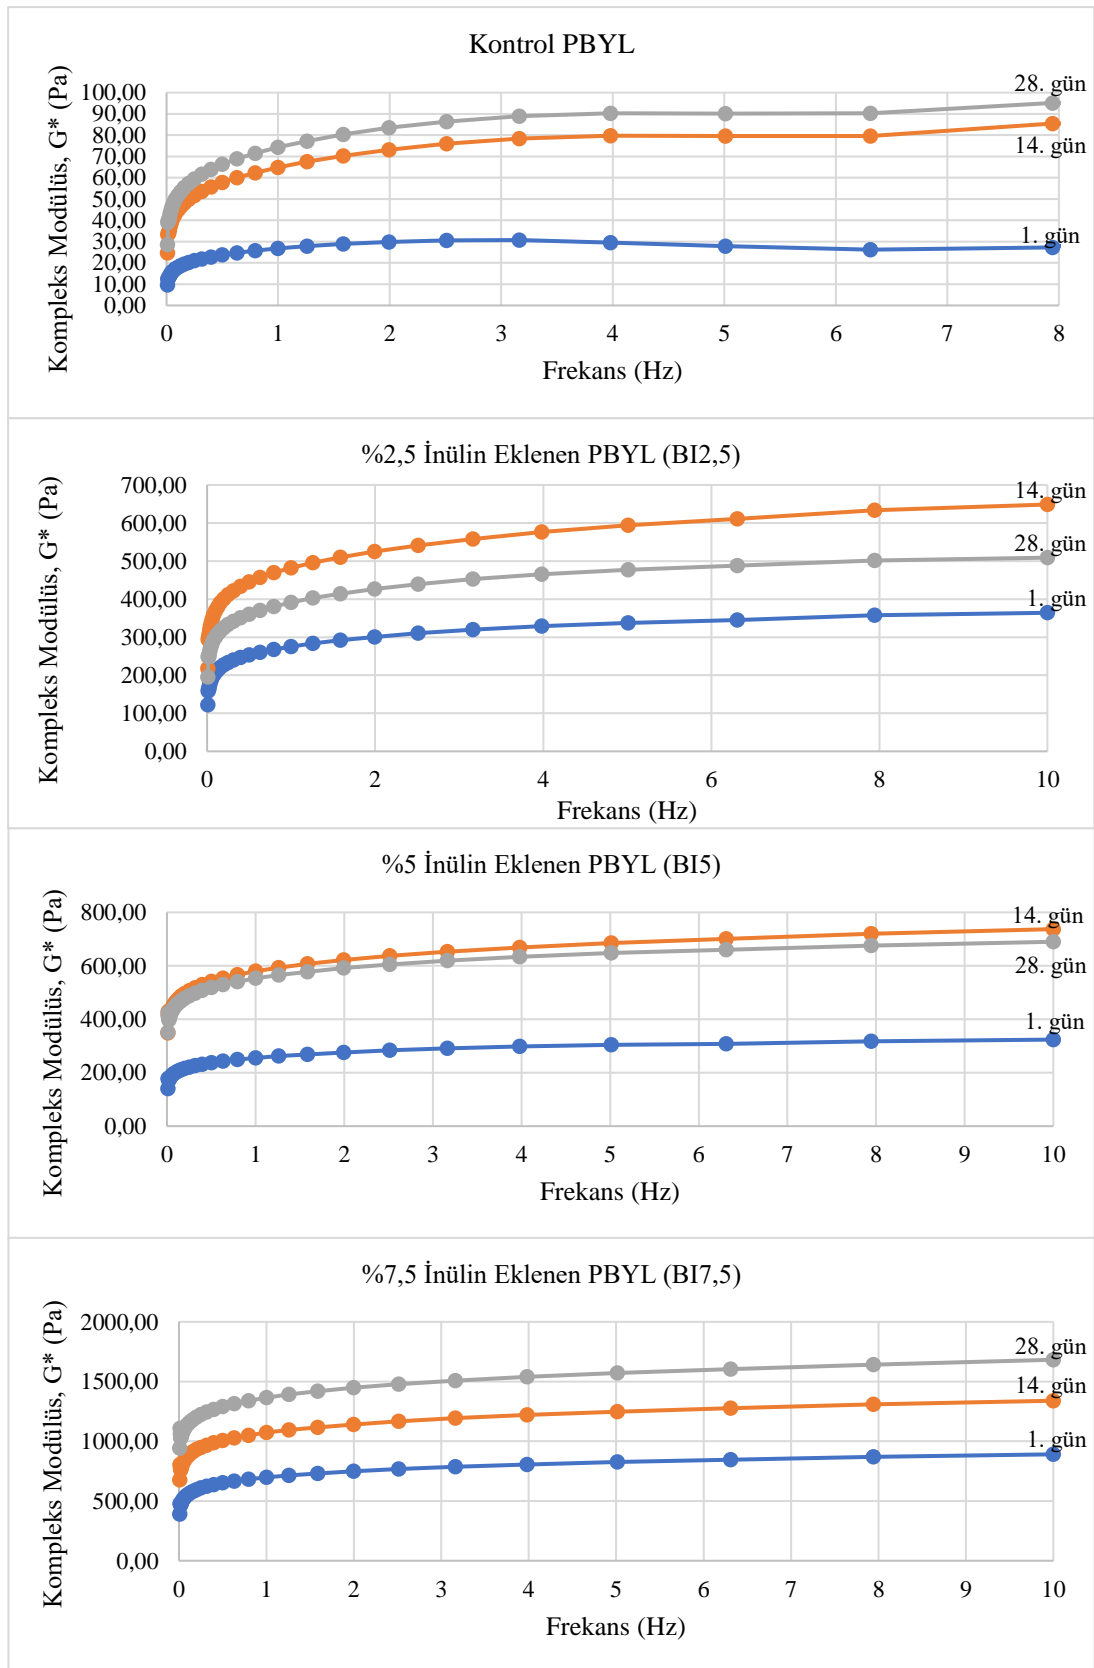 Kontrol PBYL
Kompleks Modülüs, G* (Pa)
100,00
90,00
80,00
70,00
60,00
50,00
40,00
30,00
20,00
10,00
0,00
28. gün
14. gün
1. gün
0 1 2 3 4 5 6 7 8
Frekans (Hz)
%2,5 İnülin Eklenen PBYL (BI2,5)
Kompleks Modülüs, G* (Pa)
700,00
600,00
500,00
400,00
300,00
200,00
100,00
0,00
14. gün
28. gün
1. gün
0 2 4 6 8 10
Frekans (Hz)
%5 İnülin Eklenen PBYL (BI5)
Kompleks Modülüs, G* (Pa)
800,00
600,00
400,00
200,00
0,00
14. gün
28. gün
1. gün
0 1 2 3 4 5 6 7 8 9 10
Frekans (Hz)
%7,5 İnülin Eklenen PBYL (BI7,5)
Kompleks Modülüs, G* (Pa)
2000,00
1500,00
1000,00
500,00
0,00
28. gün
14. gün
1. gün
0 1 2 3 4 5 6 7 8 9 10
Frekans (Hz)